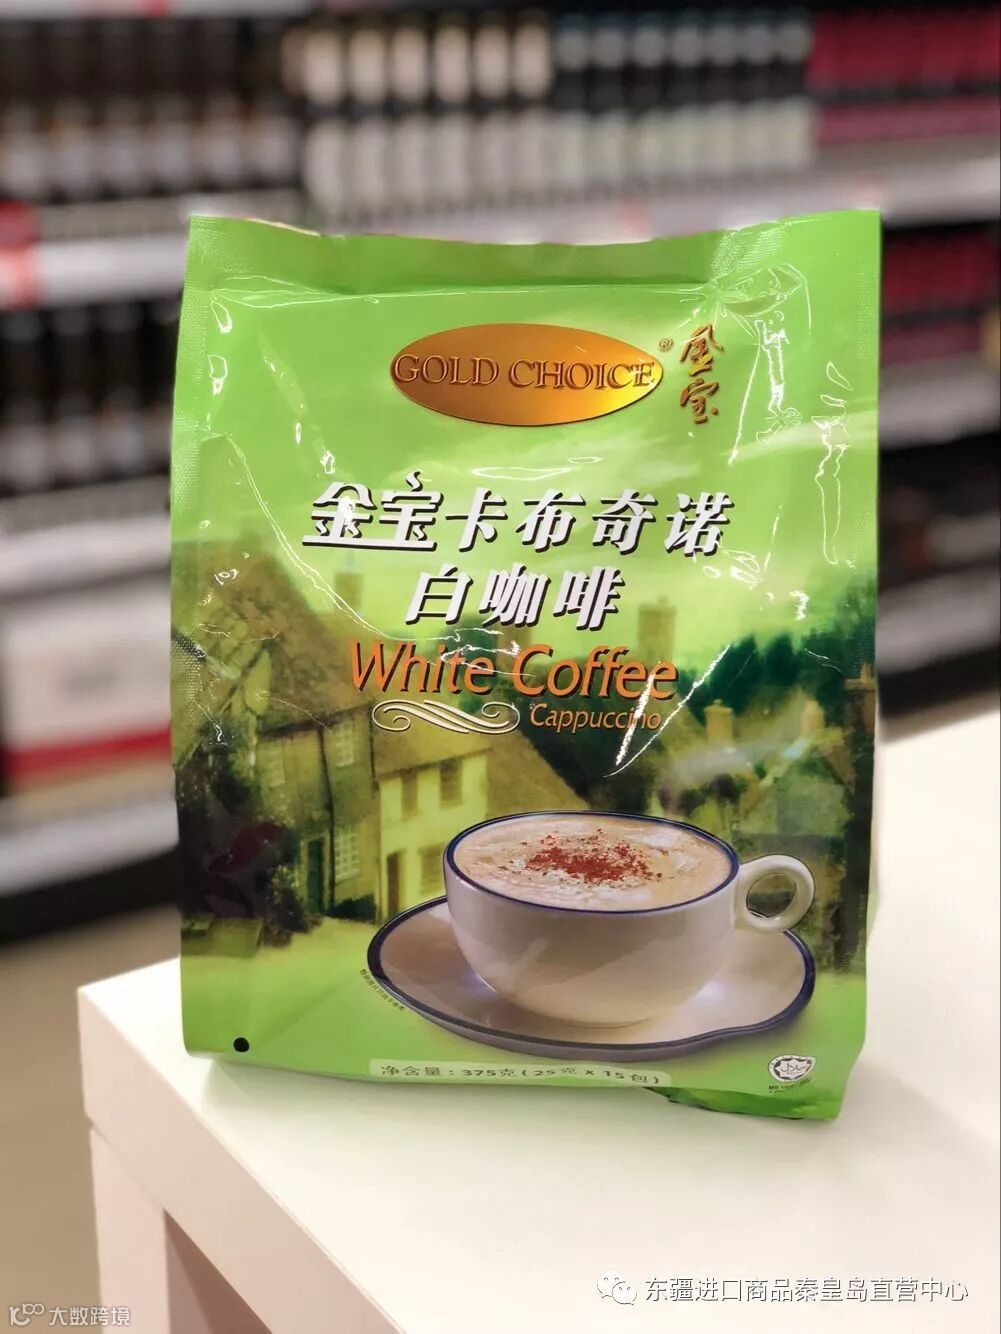 GOLD CHOICE
®
金宝
金宝卡布奇诺
白咖啡
White Coffee
Cappuccino
净含量：375克(25克 x 15包)
东疆进口商品秦皇岛直营中心
大数跨境